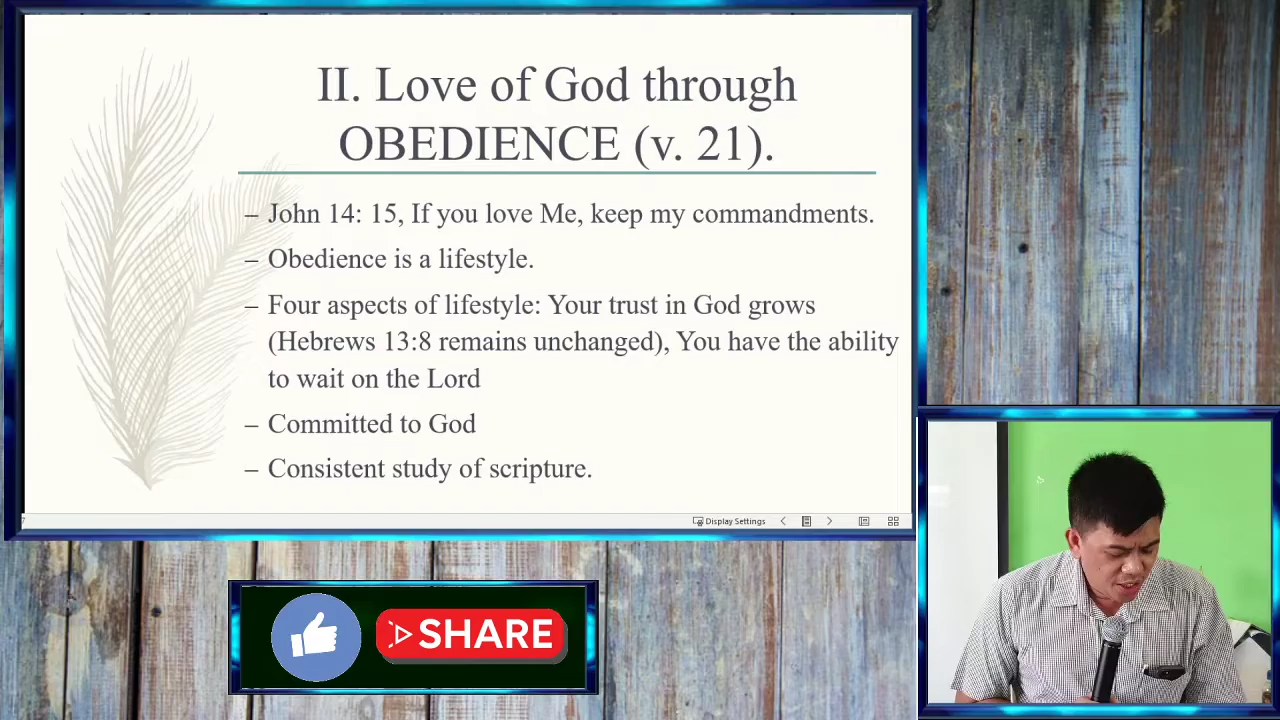 II. Love of God through
OBEDIENCE (v. 21).
– John 14: 15, If you love Me, keep my commandments.
– Obedience is a lifestyle.
– Four aspects of lifestyle: Your trust in God grows
(Hebrews 13:8 remains unchanged), You have the ability
to wait on the Lord
– Committed to God
– Consistent study of scripture.
Display Settings
SHARE